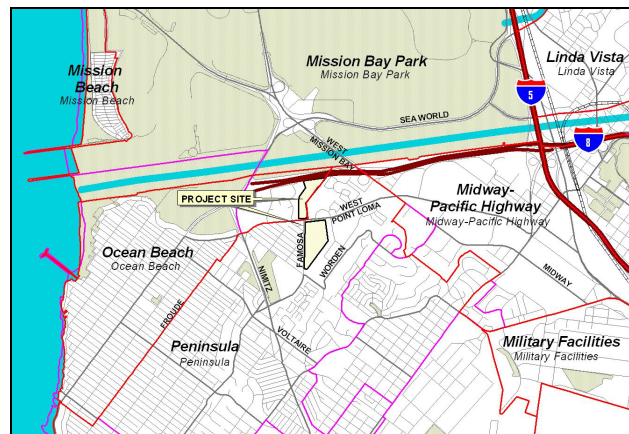 Mission Bay Park
Mission Bay Park
Linda Vista
Linda Vista
Mission
Beach
Mission Beach
5
SEA WORLD
8
WEST
MISSION BAY
PROJECT SITE
WEST
POINT LOMA
Midway-
Pacific Highway
Midway-Pacific Highway
Ocean Beach
Ocean Beach
FAMOSA
WORDEN
NIMITZ
MIDWAY
FROUDE
VOLTAIRE
Peninsula
Peninsula
Military Facilities
Military Facilities